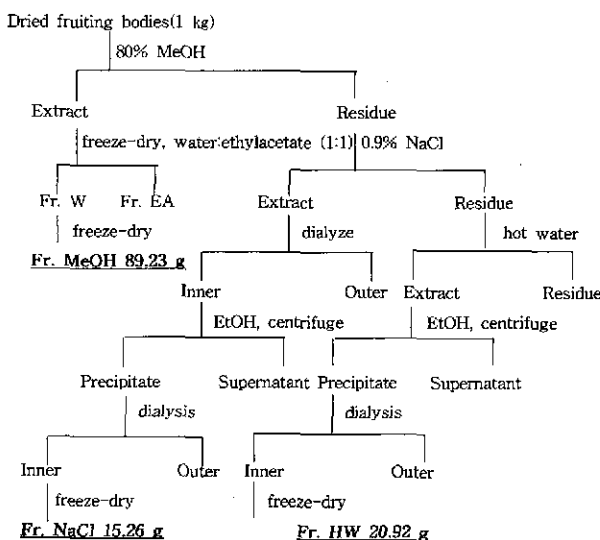 Dried fruiting bodies(1 kg)
80% MeOH
Extract Residue
freeze-dry, water:ethylacetate (1:1) 0.9% NaCl
Fr. W Fr. EA Extract Residue
freeze-dry dialyze hot water
Fr. MeOH 89.23 g
Inner Outer Extract Residue
EtOH, centrifuge EtOH, centrifuge
Precipitate Supernatant Precipitate Supernatant
dialysis dialysis
Inner Outer Inner Outer
freeze-dry freeze-dry
Fr. NaCl 15.26 g Fr. HW 20.92 g